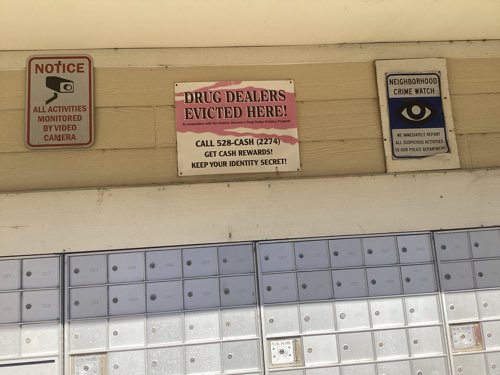 NOTICE
ALL ACTIVITIES
MONITORED
BY VIDEO
CAMERA
DRUG DEALERS
EVICTED HERE!
CALL 528-CASH (2274)
GET CASH REWARDS!
KEEP YOUR IDENTITY SECRET!
NEIGHBORHOOD
CRIME WATCH
WE IMMEDIATELY REPORT
ALL SUSPICIOUS ACTIVITIES
TO OUR POLICE DEPARTMENT
U.S. MAIL